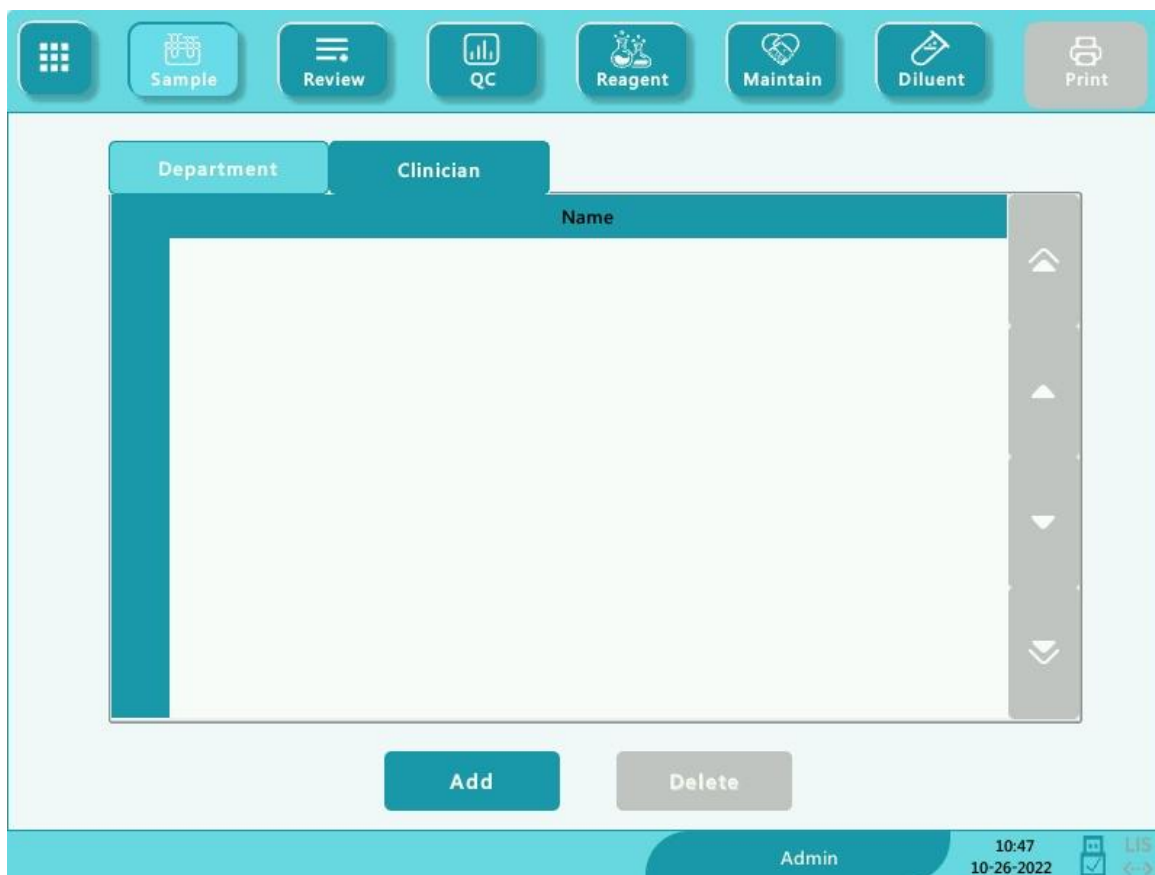 Sample
Review
QC
Reagent
Maintain
Diluent
Print
Department
Clinician
Name
Add
Delete
Admin
10:47
10-26-2022
LIS